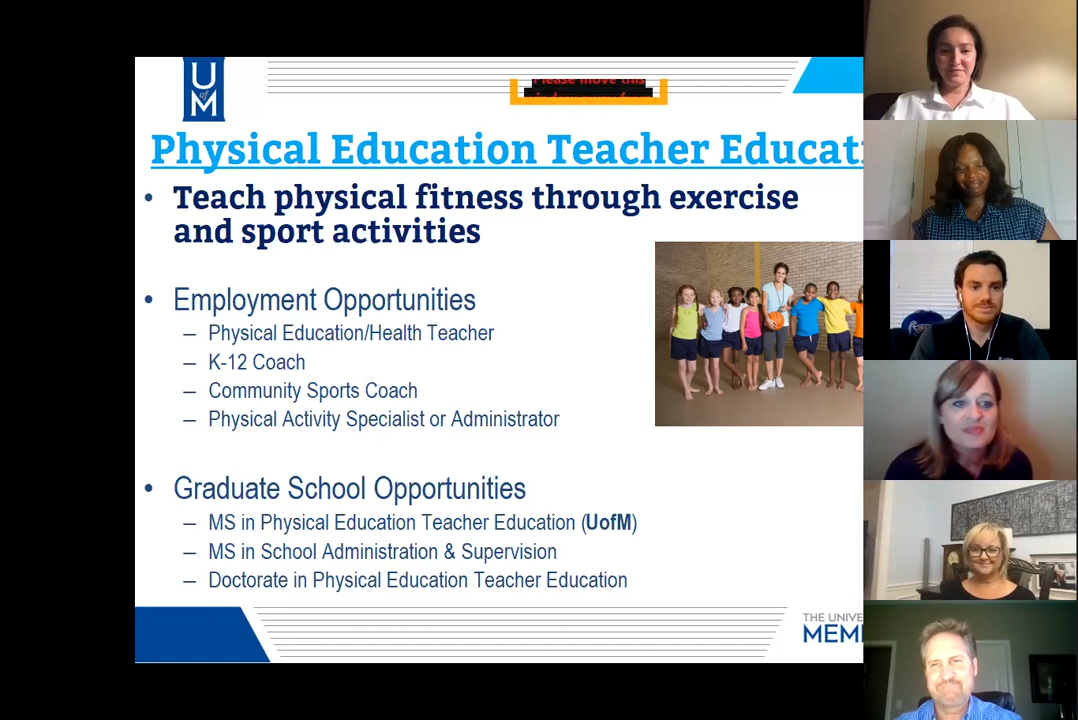 U
of
M
Please move this
Physical Education Teacher Educati
• Teach physical fitness through exercise
and sport activities
• Employment Opportunities
– Physical Education/Health Teacher
– K-12 Coach
– Community Sports Coach
– Physical Activity Specialist or Administrator
• Graduate School Opportunities
– MS in Physical Education Teacher Education (UofM)
– MS in School Administration & Supervision
– Doctorate in Physical Education Teacher Education
THE UNIVE
MEM